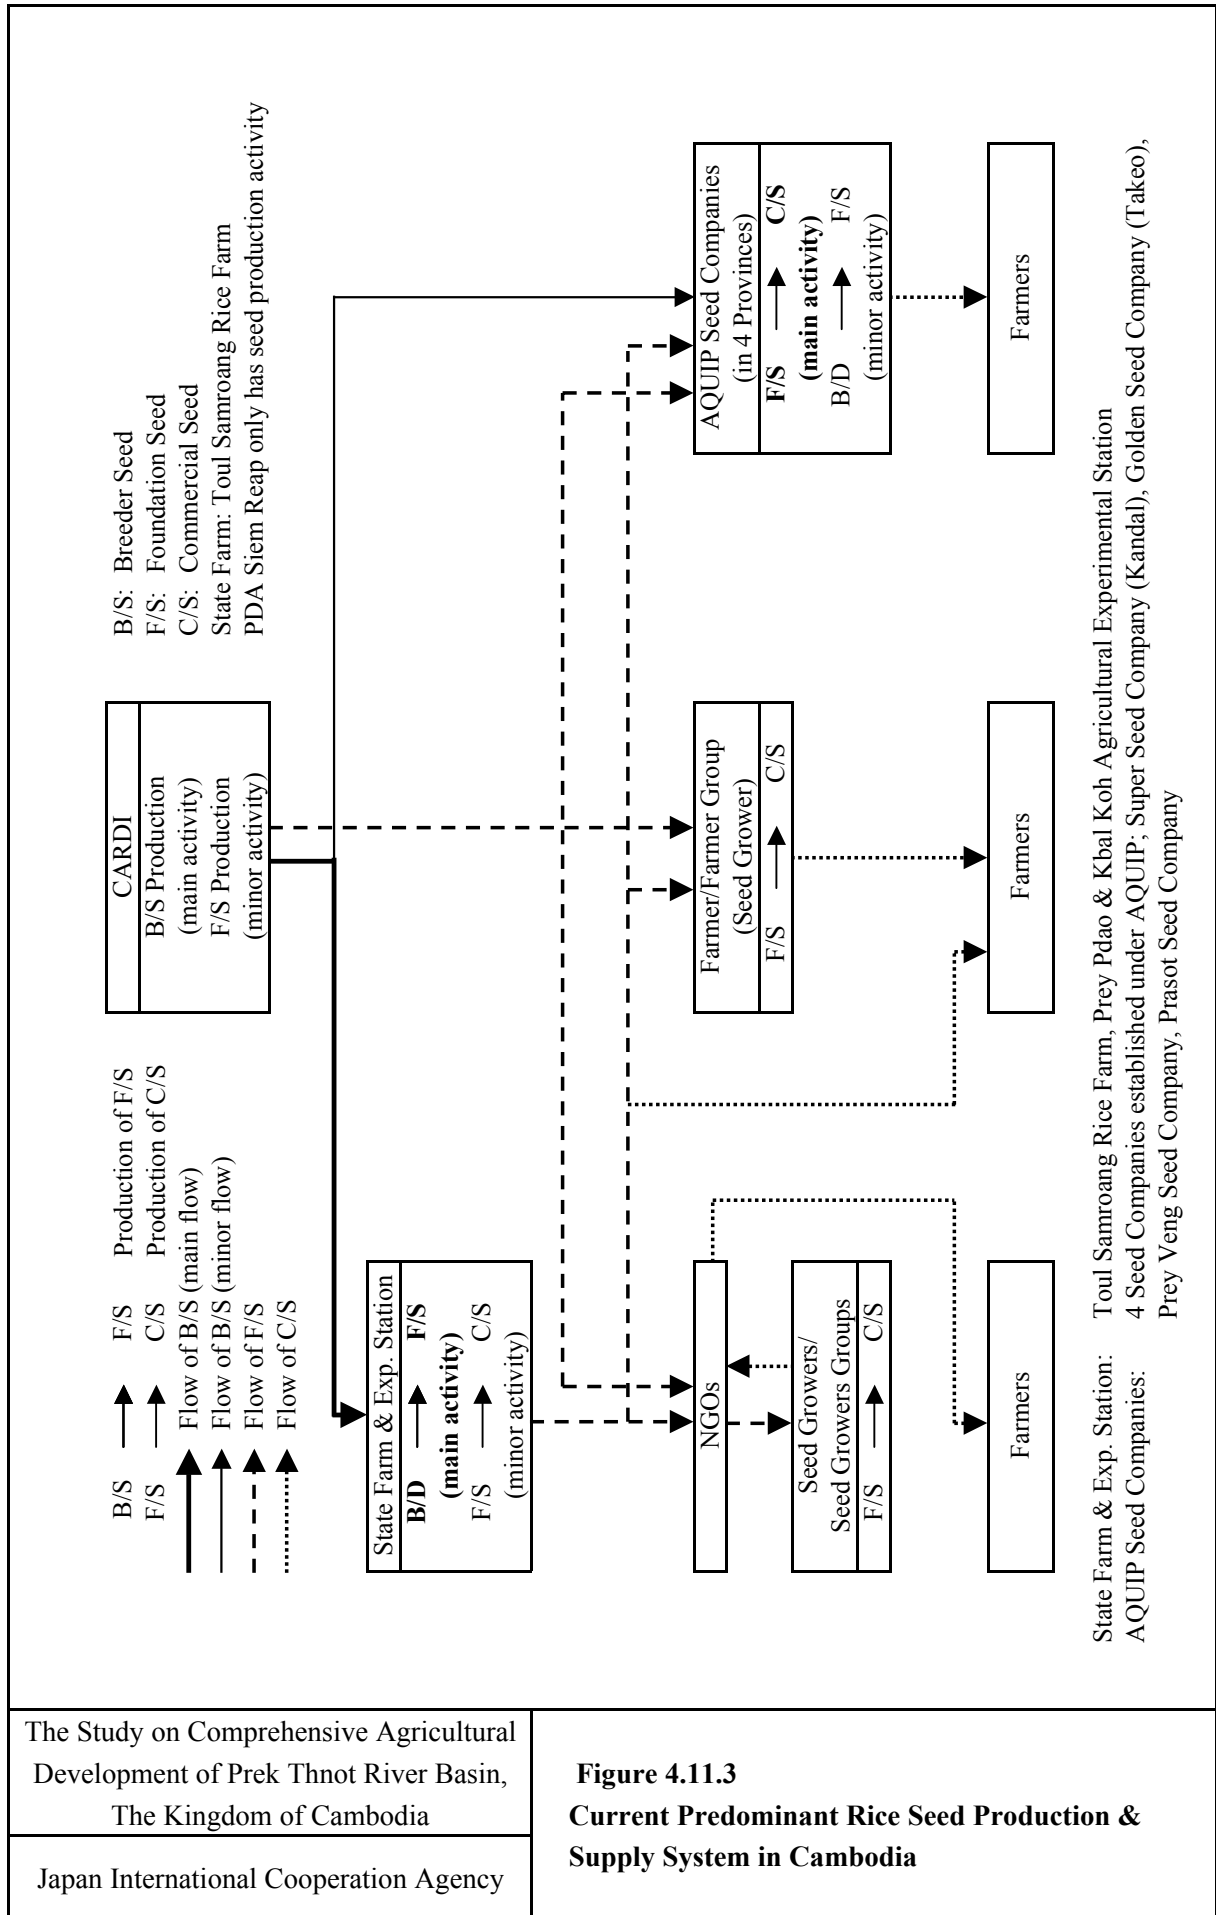 B/S → F/S Production of F/S
F/S → C/S Production of C/S
Flow of B/S (main flow)
Flow of B/S (minor flow)
Flow of F/S
Flow of C/S
CARDI
B/S Production
(main activity)
F/S Production
(minor activity)
B/S: Breeder Seed
F/S: Foundation Seed
C/S: Commercial Seed
State Farm: Toul Samroang Rice Farm
PDA Siem Reap only has seed production activity
State Farm & Exp. Station
B/D → F/S
(main activity)
F/S → C/S
(minor activity)
NGOs
Seed Growers/
Seed Growers Groups
F/S → C/S
Farmers
Farmer/Farmer Group
(Seed Grower)
F/S → C/S
Farmers
AQUIP Seed Companies
(in 4 Provinces)
F/S → C/S
(main activity)
B/D → F/S
(minor activity)
Farmers
State Farm & Exp. Station: Toul Samroang Rice Farm, Prey Pdao & Kbal Koh Agricultural Experimental Station
AQUIP Seed Companies: 4 Seed Companies established under AQUIP; Super Seed Company (Kandal), Golden Seed Company (Takeo),
Prey Veng Seed Company, Prasot Seed Company
The Study on Comprehensive Agricultural
Development of Prek Thnot River Basin,
The Kingdom of Cambodia
Japan International Cooperation Agency
Figure 4.11.3
Current Predominant Rice Seed Production &
Supply System in Cambodia